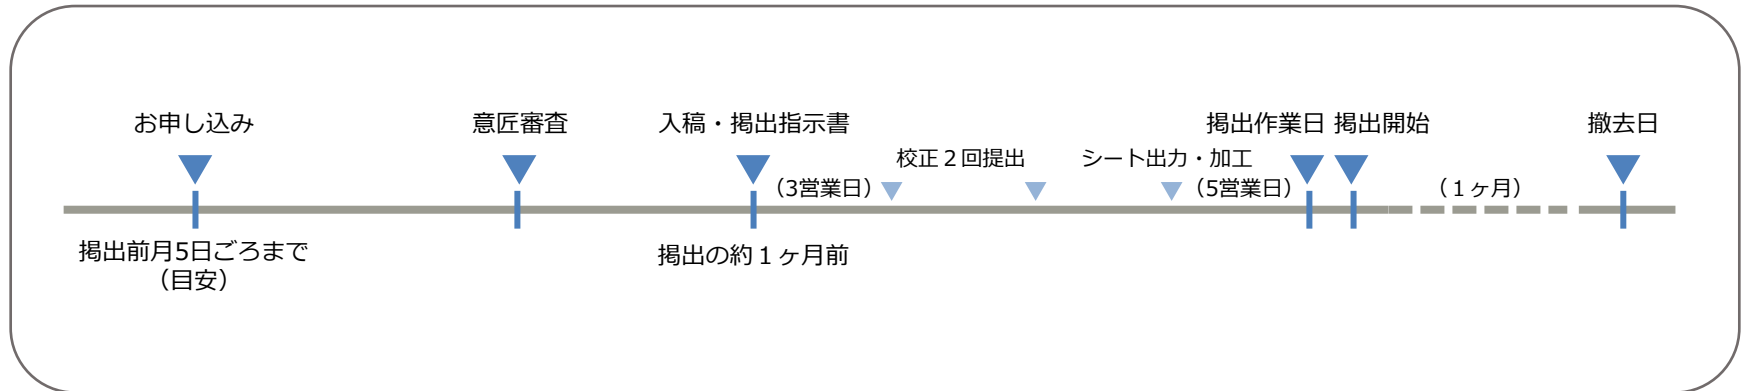 お申し込み
意匠審査
入稿・掲出指示書
掲出作業日
掲出開始
撤去日
校正２回提出
シート出力・加工
（3営業日）
（5営業日）
（１ヶ月）
掲出前月5日ごろまで
（目安）
掲出の約１ヶ月前